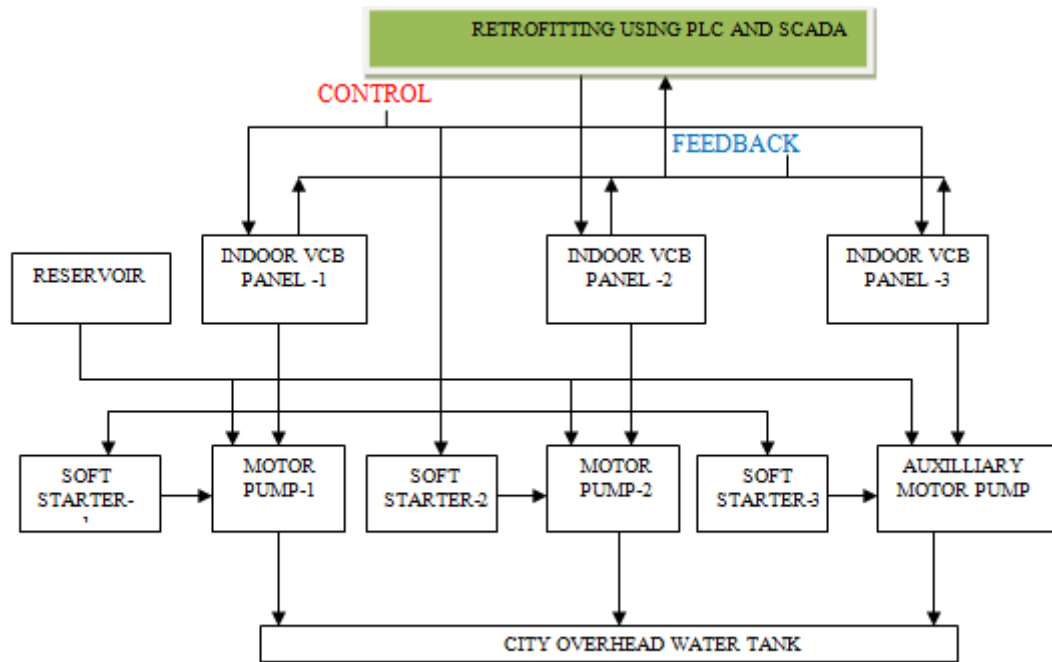 RETROFITTING USING PLC AND SCADA
CONTROL
FEEDBACK
INDOOR VCB
PANEL -1
INDOOR VCB
PANEL -2
INDOOR VCB
PANEL -3
RESERVOIR
SOFT
STARTER-
MOTOR
PUMP-1
SOFT
STARTER-2
MOTOR
PUMP-2
SOFT
STARTER-3
AUXILLIARY
MOTOR PUMP
CITY OVERHEAD WATER TANK